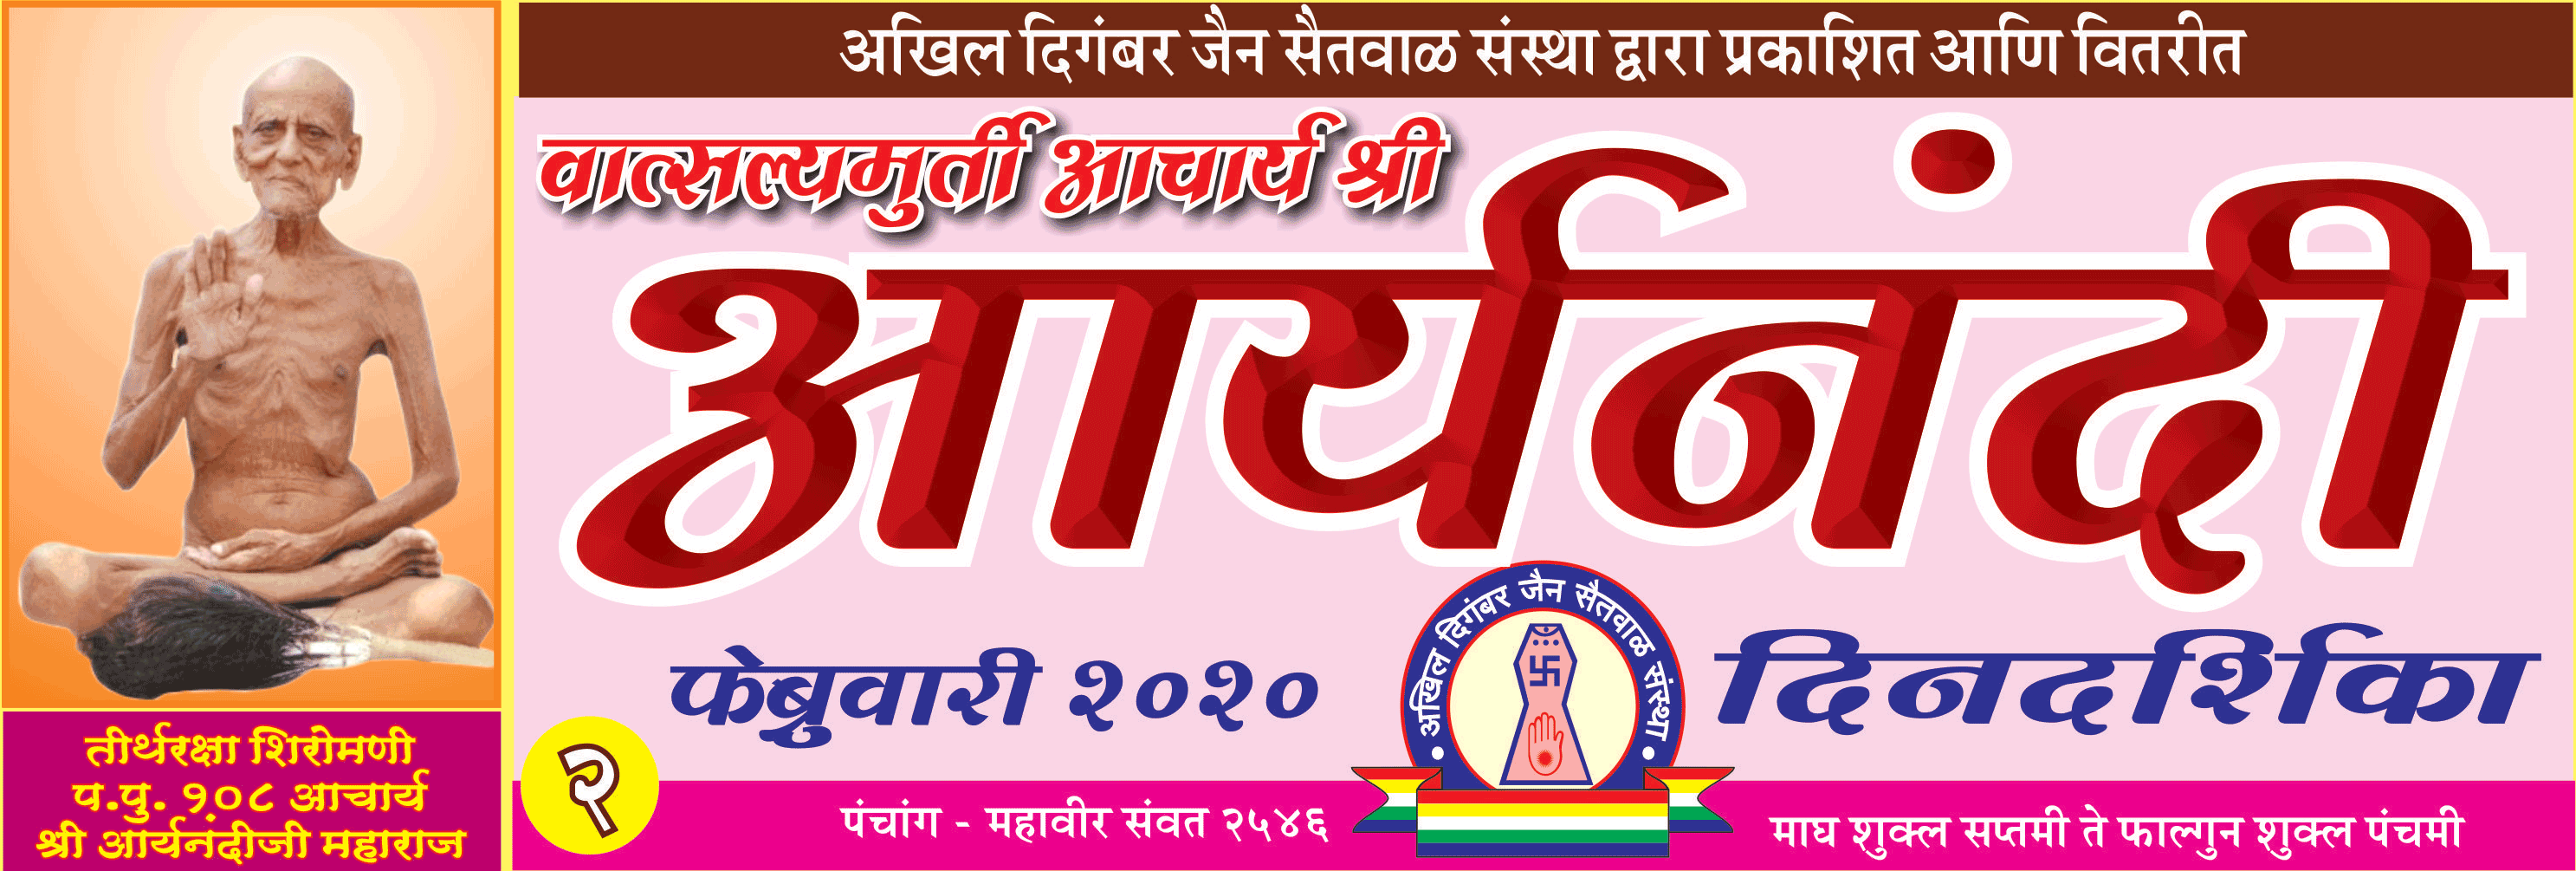 अखिल दिगंबर जैन सैतवाळ संस्था द्वारा प्रकाशित आणि वितरीत
वात्सल्यमुर्ती आचार्य श्री
आर्यनंदी
फेब्रुवारी २०२०
अखिल दिगंबर जैन सैतवाळ संस्था
दिनदर्शिका
तीर्थरक्षा शिरोमणी
प.पु. १०८ आचार्य
श्री आर्यनंदीजी महाराज
२
पंचांग - महावीर संवत २५४६
माघ शुक्ल सप्तमी ते फाल्गुन शुक्ल पंचमी